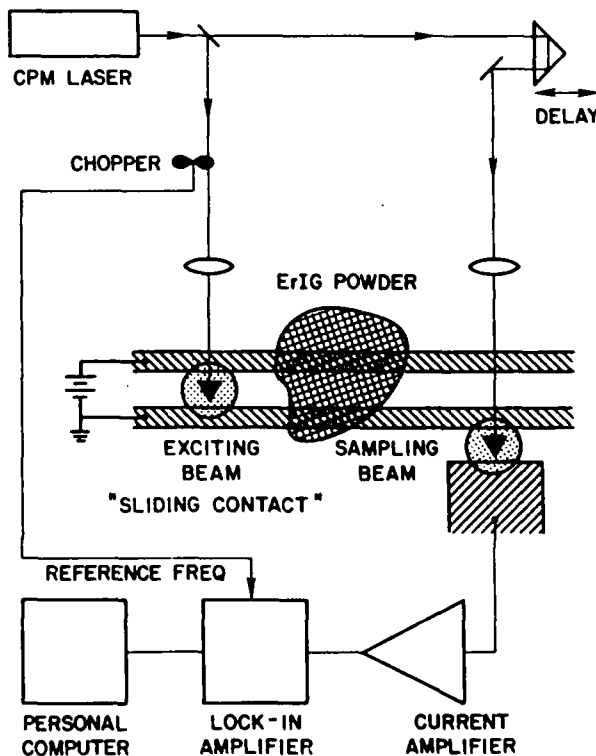 CPM LASER
DELAY
CHOPPER
ErIG POWDER
EXCITING
BEAM
"SLIDING CONTACT"
SAMPLING
BEAM
REFERENCE FREQ
PERSONAL
COMPUTER
LOCK-IN
AMPLIFIER
CURRENT
AMPLIFIER